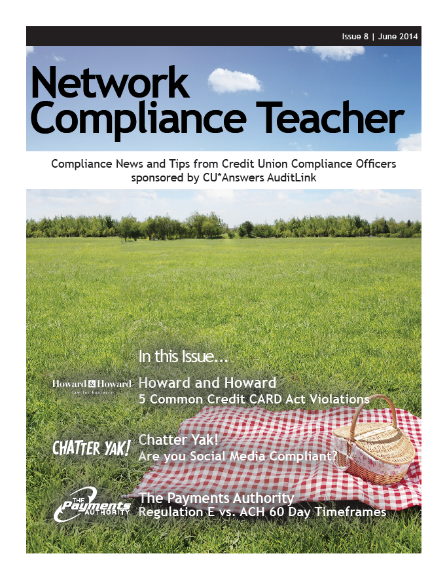 Issue 8 | June 2014
Network
Compliance Teacher
Compliance News and Tips from Credit Union Compliance Officers
sponsored by CU*Answers AuditLink
In this Issue...
Howard & Howard
Howard and Howard
5 Common Credit CARD Act Violations
CHATTER YAK!
Chatter Yak!
Are you Social Media Compliant?
THE
Payments
AUTHORITY
The Payments Authority
Regulation E vs. ACH 60 Day Timeframes